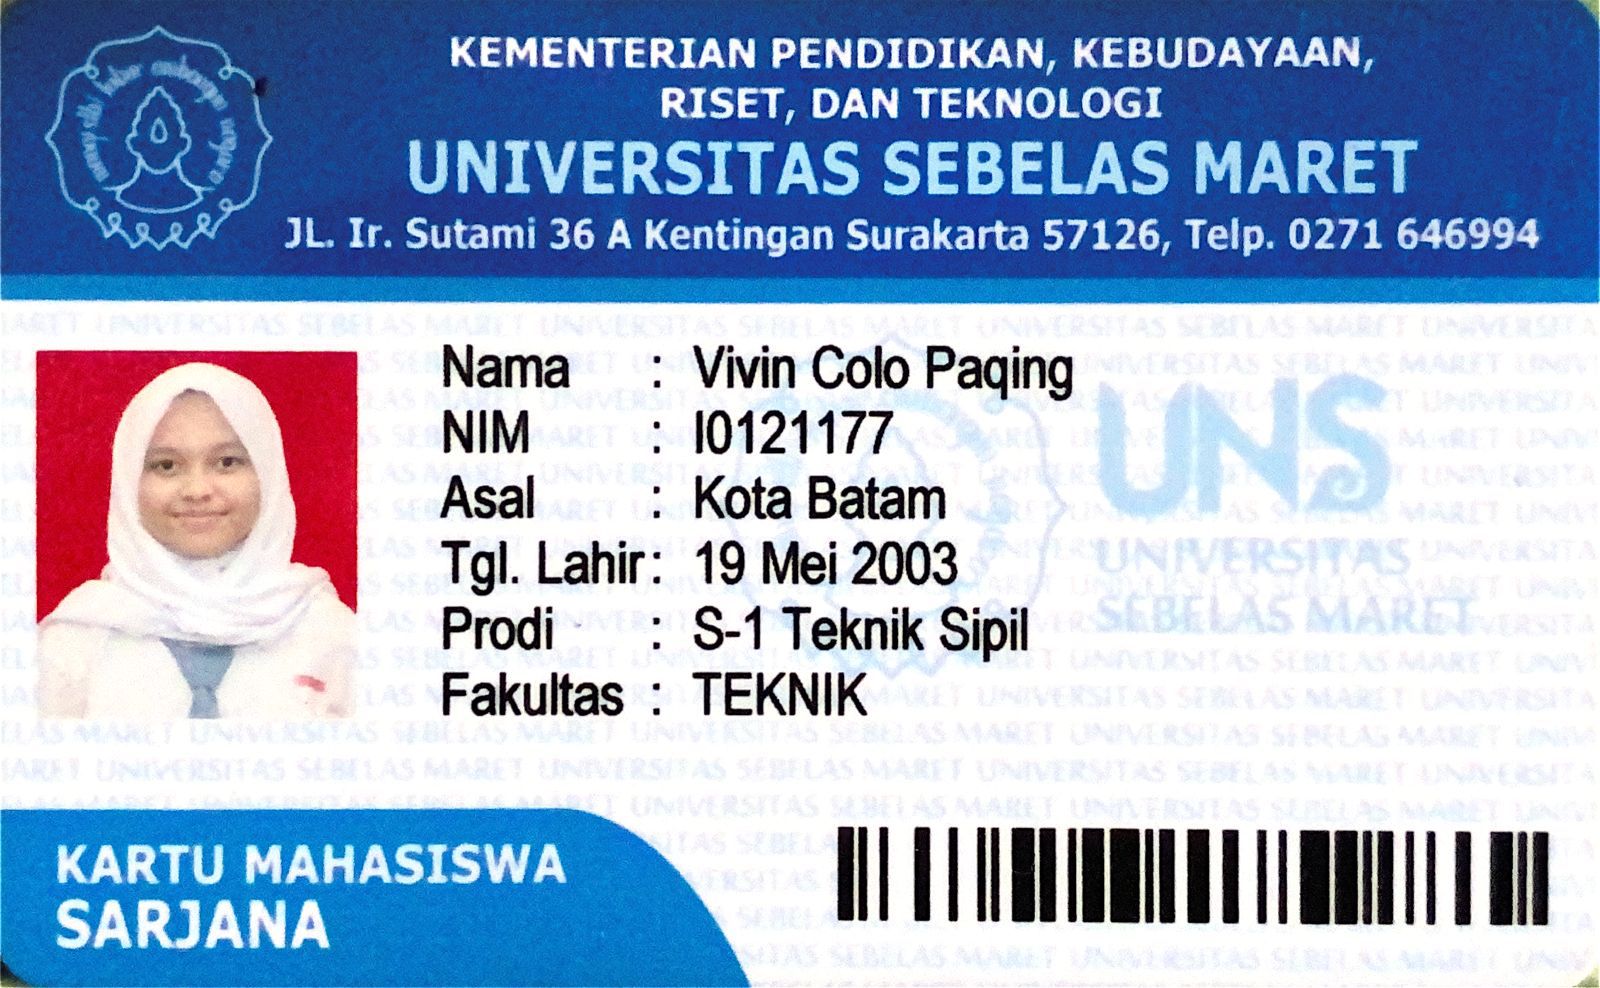 KEMENTERIAN PENDIDIKAN, KEBUDAYAAN,
RISET, DAN TEKNOLOGI
UNIVERSITAS SEBELAS MARET
JL. Ir. Sutami 36 A Kentingan Surakarta 57126, Telp. 0271 646994
Nama : Vivin Colo Paqing
NIM : I0121177
Asal : Kota Batam
Tgl. Lahir : 19 Mei 2003
Prodi : S-1 Teknik Sipil
Fakultas : TEKNIK
UNS
UNIVERSITAS
SEBELAS MARET
KARTU MAHASISWA
SARJANA